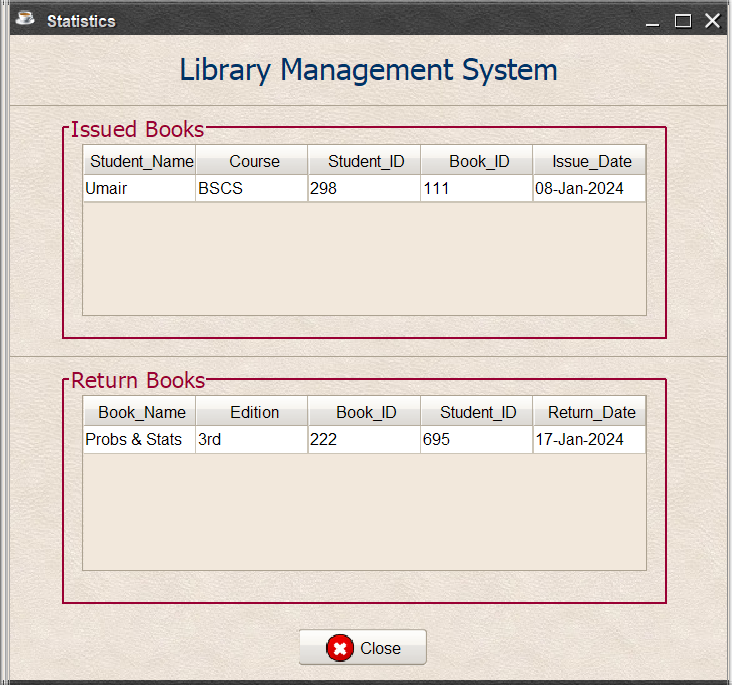 Statistics
Library Management System
Issued Books
Student_Name Course Student_ID Book_ID Issue_Date
Umair BSCS 298 111 08-Jan-2024
Return Books
Book_Name Edition Book_ID Student_ID Return_Date
Probs & Stats 3rd 222 695 17-Jan-2024
Close